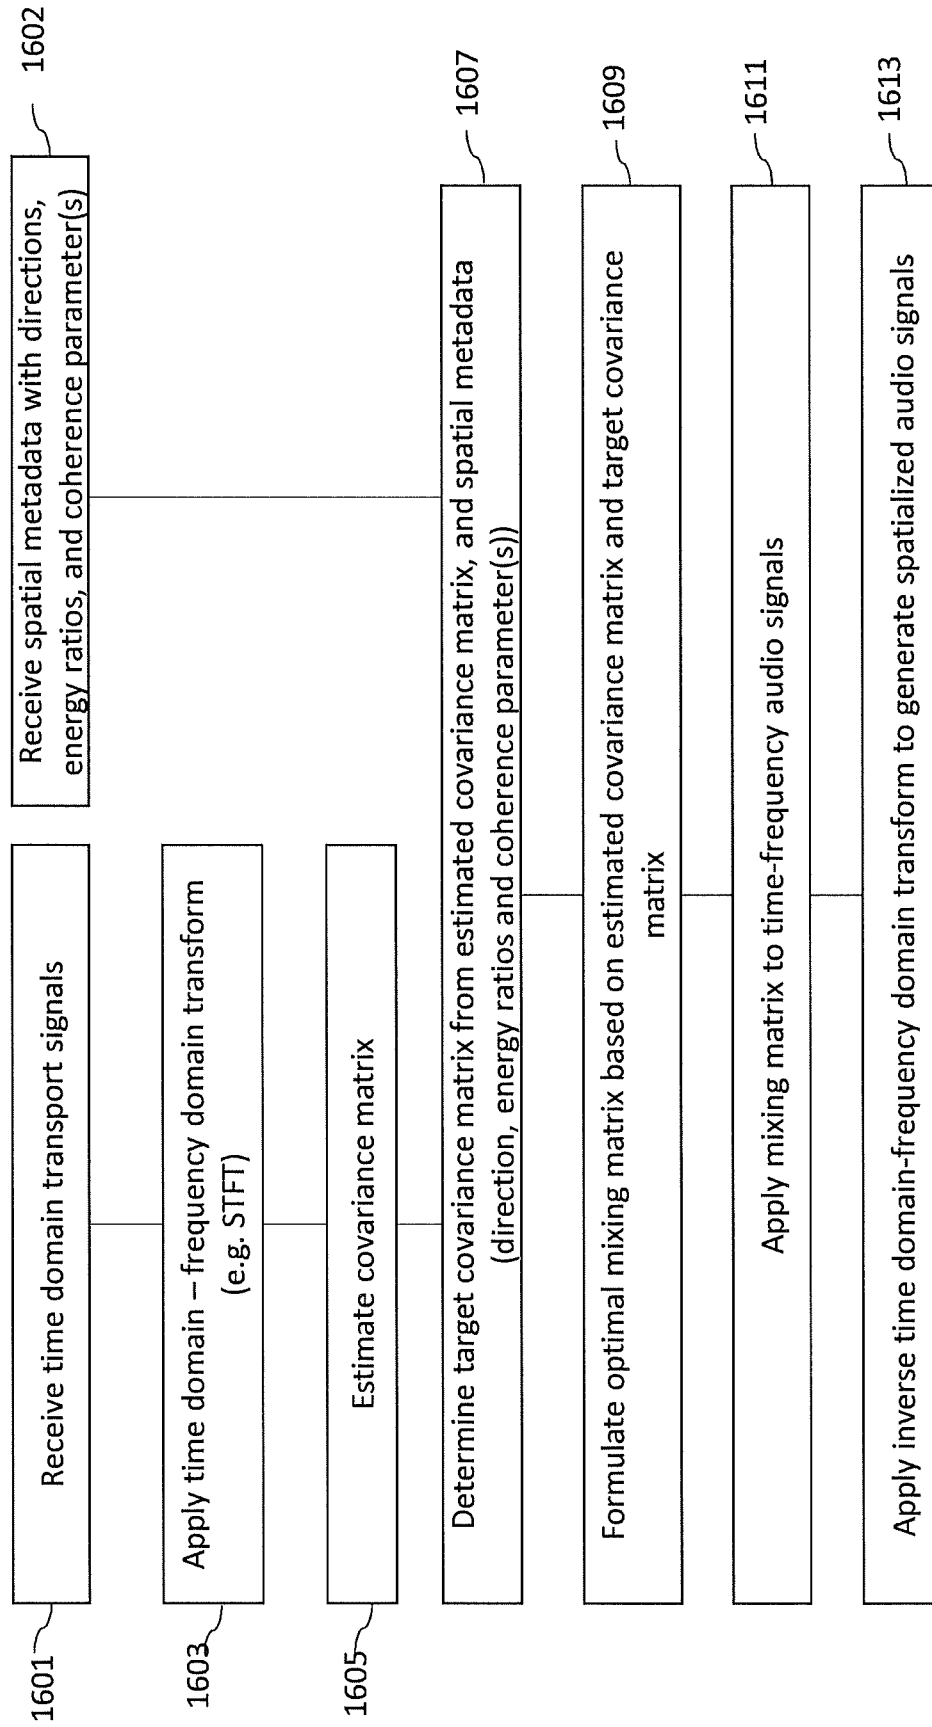 1601
Receive time domain transport signals
Receive spatial metadata with directions,
energy ratios, and coherence parameter(s)
1602
1603
Apply time domain – frequency domain transform
(e.g. STFT)
1605
Estimate covariance matrix
Determine target covariance matrix from estimated covariance matrix, and spatial metadata
(direction, energy ratios and coherence parameter(s))
1607
Formulate optimal mixing matrix based on estimated covariance matrix and target covariance
matrix
1609
Apply mixing matrix to time-frequency audio signals
1611
Apply inverse time domain-frequency domain transform to generate spatialized audio signals
1613